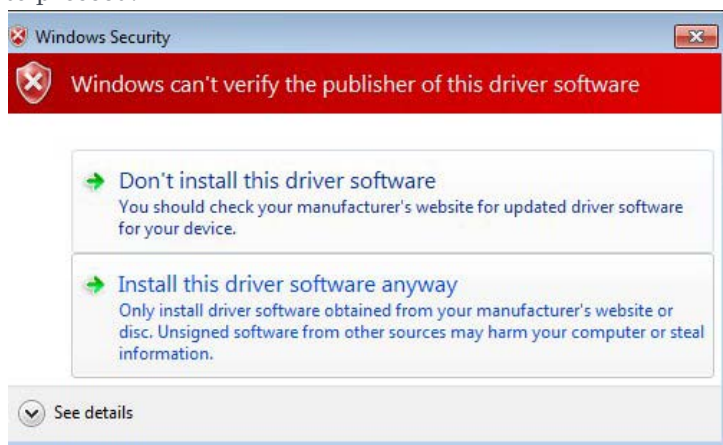 Windows Security
Windows can't verify the publisher of this driver software
Don't install this driver software
You should check your manufacturer's website for updated driver software
for your device.
Install this driver software anyway
Only install driver software obtained from your manufacturer's website or
disc. Unsigned software from other sources may harm your computer or steal
information.
See details